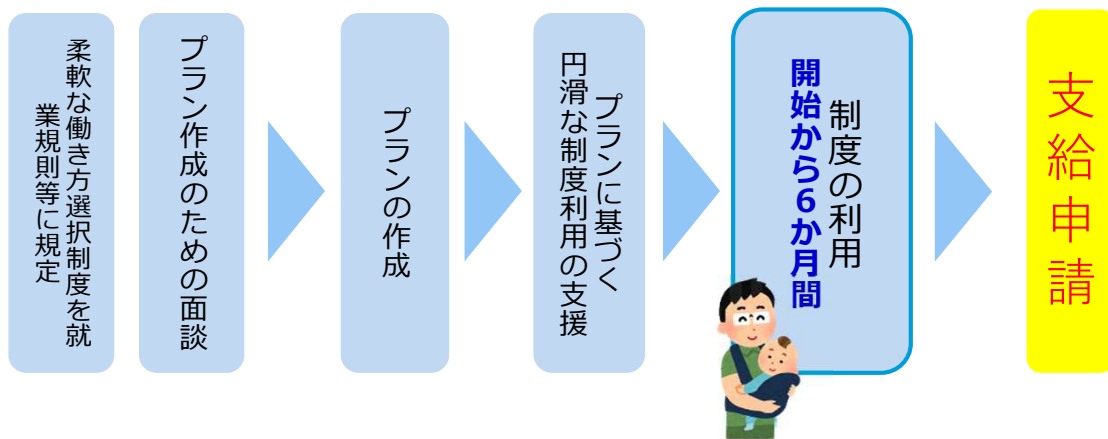 柔軟な働き方選択制度を就
業規則等に規定
プラン作成のための面談
プランの作成
プランに基づく
円滑な制度利用の支援
制度の利用
開始から６か月間
支給申請